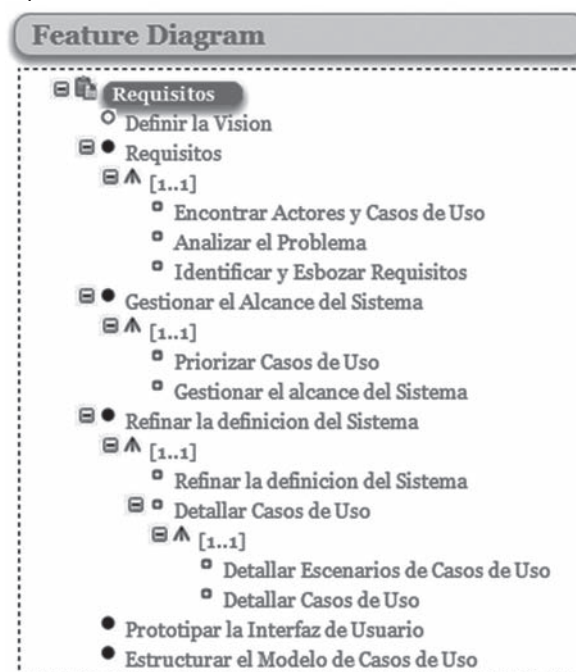 Feature Diagram
Requisitos
Definir la Vision
Requisitos
[1..1]
Encontrar Actores y Casos de Uso
Analizar el Problema
Identificar y Esbozar Requisitos
Gestionar el Alcance del Sistema
[1..1]
Priorizar Casos de Uso
Gestionar el alcance del Sistema
Refinar la definicion del Sistema
[1..1]
Refinar la definicion del Sistema
Detallar Casos de Uso
[1..1]
Detallar Escenarios de Casos de Uso
Detallar Casos de Uso
Prototipar la Interfaz de Usuario
Estructurar el Modelo de Casos de Uso